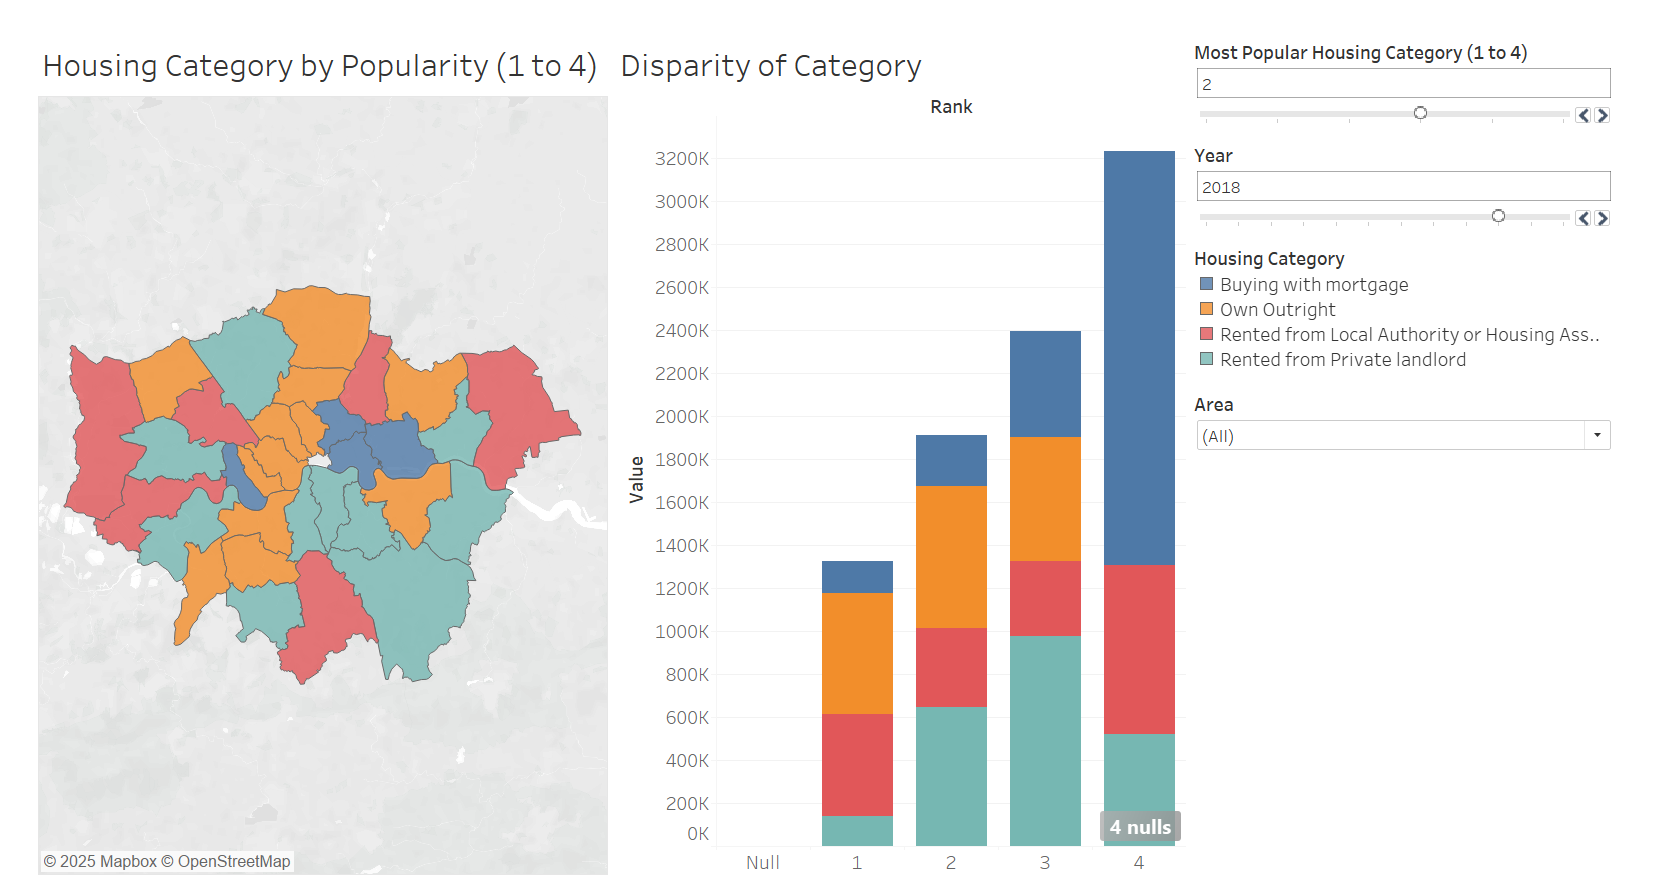 Housing Category by Popularity (1 to 4)
© 2025 Mapbox © OpenStreetMap
Disparity of Category
Rank
Value
3200K
3000K
2800K
2600K
2400K
2200K
2000K
1800K
1600K
1400K
1200K
1000K
800K
600K
400K
200K
0K
4 nulls
Null 1 2 3 4
Most Popular Housing Category (1 to 4)
2
Year
2018
Housing Category
Buying with mortgage
Own Outright
Rented from Local Authority or Housing Ass..
Rented from Private landlord
Area
(All)